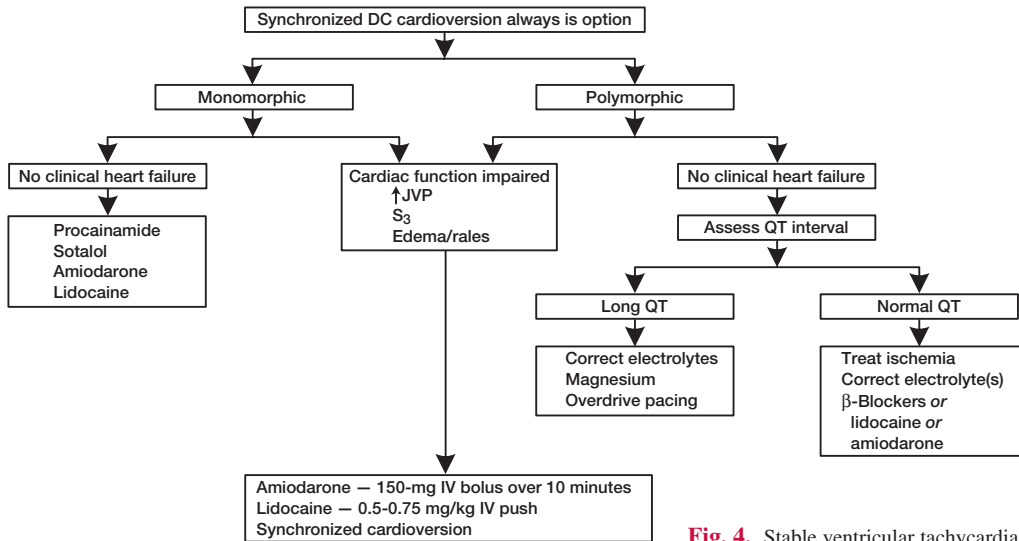 Synchronized DC cardioversion always is option
Monomorphic
Polymorphic
No clinical heart failure
Cardiac function impaired
↑JVP
S₃
Edema/rales
No clinical heart failure
Procainamide
Sotalol
Amiodarone
Lidocaine
Assess QT interval
Long QT
Normal QT
Correct electrolytes
Magnesium
Overdrive pacing
Treat ischemia
Correct electrolyte(s)
β-Blockers or
lidocaine or
amiodarone
Amiodarone — 150-mg IV bolus over 10 minutes
Lidocaine — 0.5-0.75 mg/kg IV push
Synchronized cardioversion
Fig. 4. Stable ventricular tachycardia